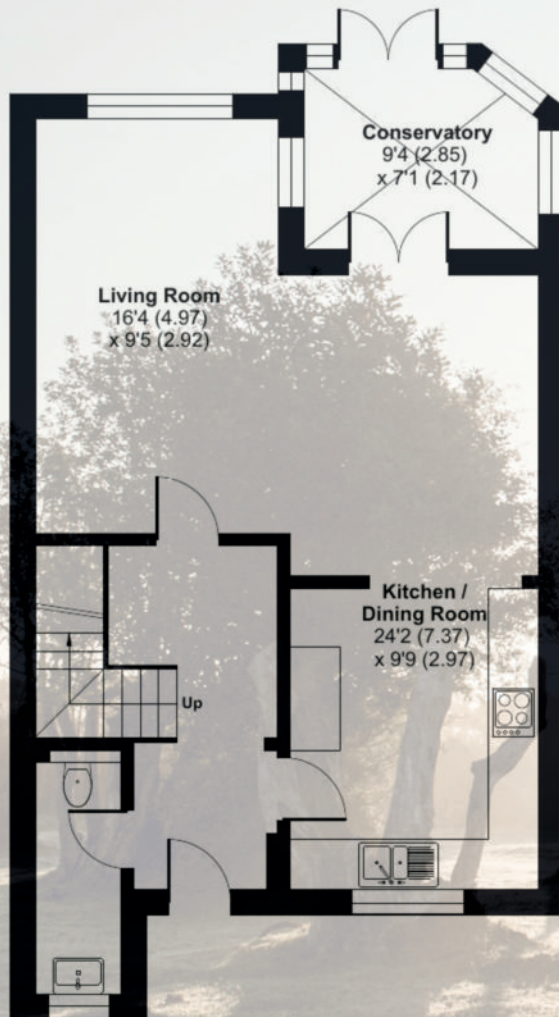 Conservatory
9'4 (2.85)
x 7'1 (2.17)
Living Room
16'4 (4.97)
x 9'5 (2.92)
Kitchen /
Dining Room
24'2 (7.37)
x 9'9 (2.97)
Up